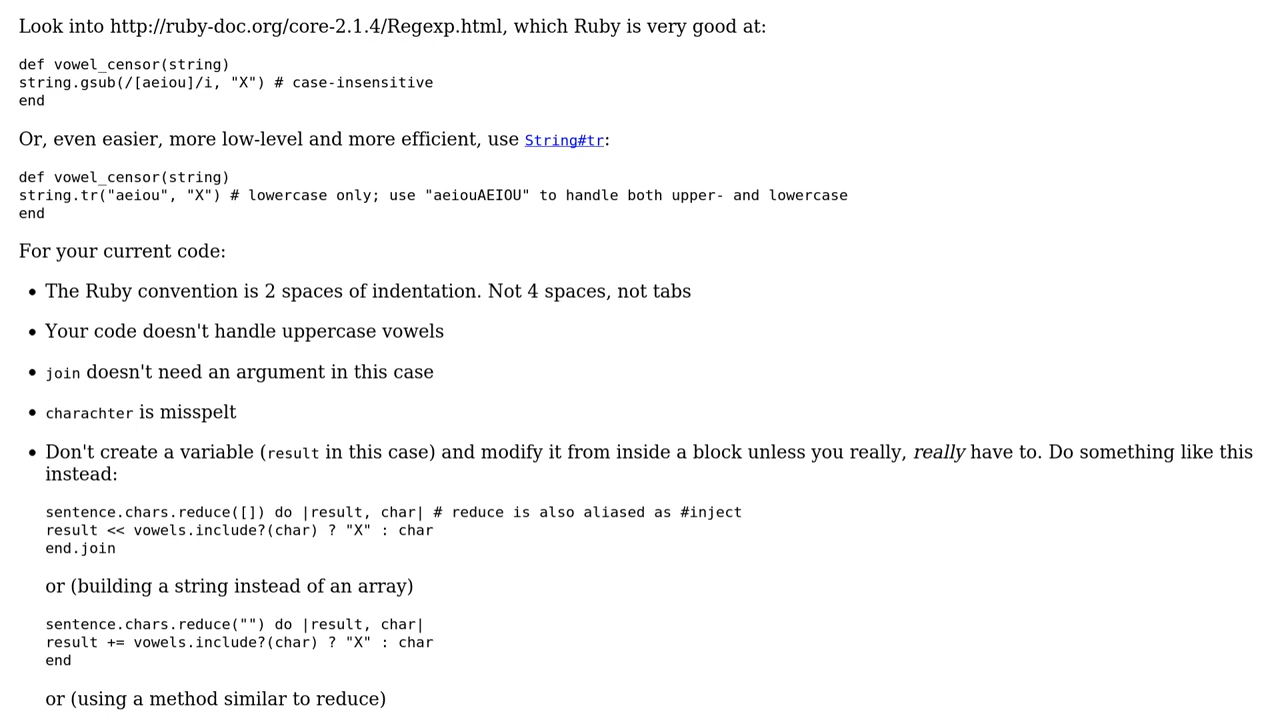 Look into http://ruby-doc.org/core-2.1.4/Regexp.html, which Ruby is very good at:
def vowel_censor(string)
string.gsub(/[aeiou]/i, "X") # case-insensitive
end
Or, even easier, more low-level and more efficient, use String#tr:
def vowel_censor(string)
string.tr("aeiou", "X") # lowercase only; use "aeiouAEIOU" to handle both upper- and lowercase
end
For your current code:
• The Ruby convention is 2 spaces of indentation. Not 4 spaces, not tabs
• Your code doesn't handle uppercase vowels
• join doesn't need an argument in this case
• charachter is misspelt
• Don't create a variable (result in this case) and modify it from inside a block unless you really, really have to. Do something like this
instead:
sentence.chars.reduce([]) do |result, char| # reduce is also aliased as #inject
result << vowels.include?(char) ? "X" : char
end.join
or (building a string instead of an array)
sentence.chars.reduce("") do |result, char|
result += vowels.include?(char) ? "X" : char
end
or (using a method similar to reduce)